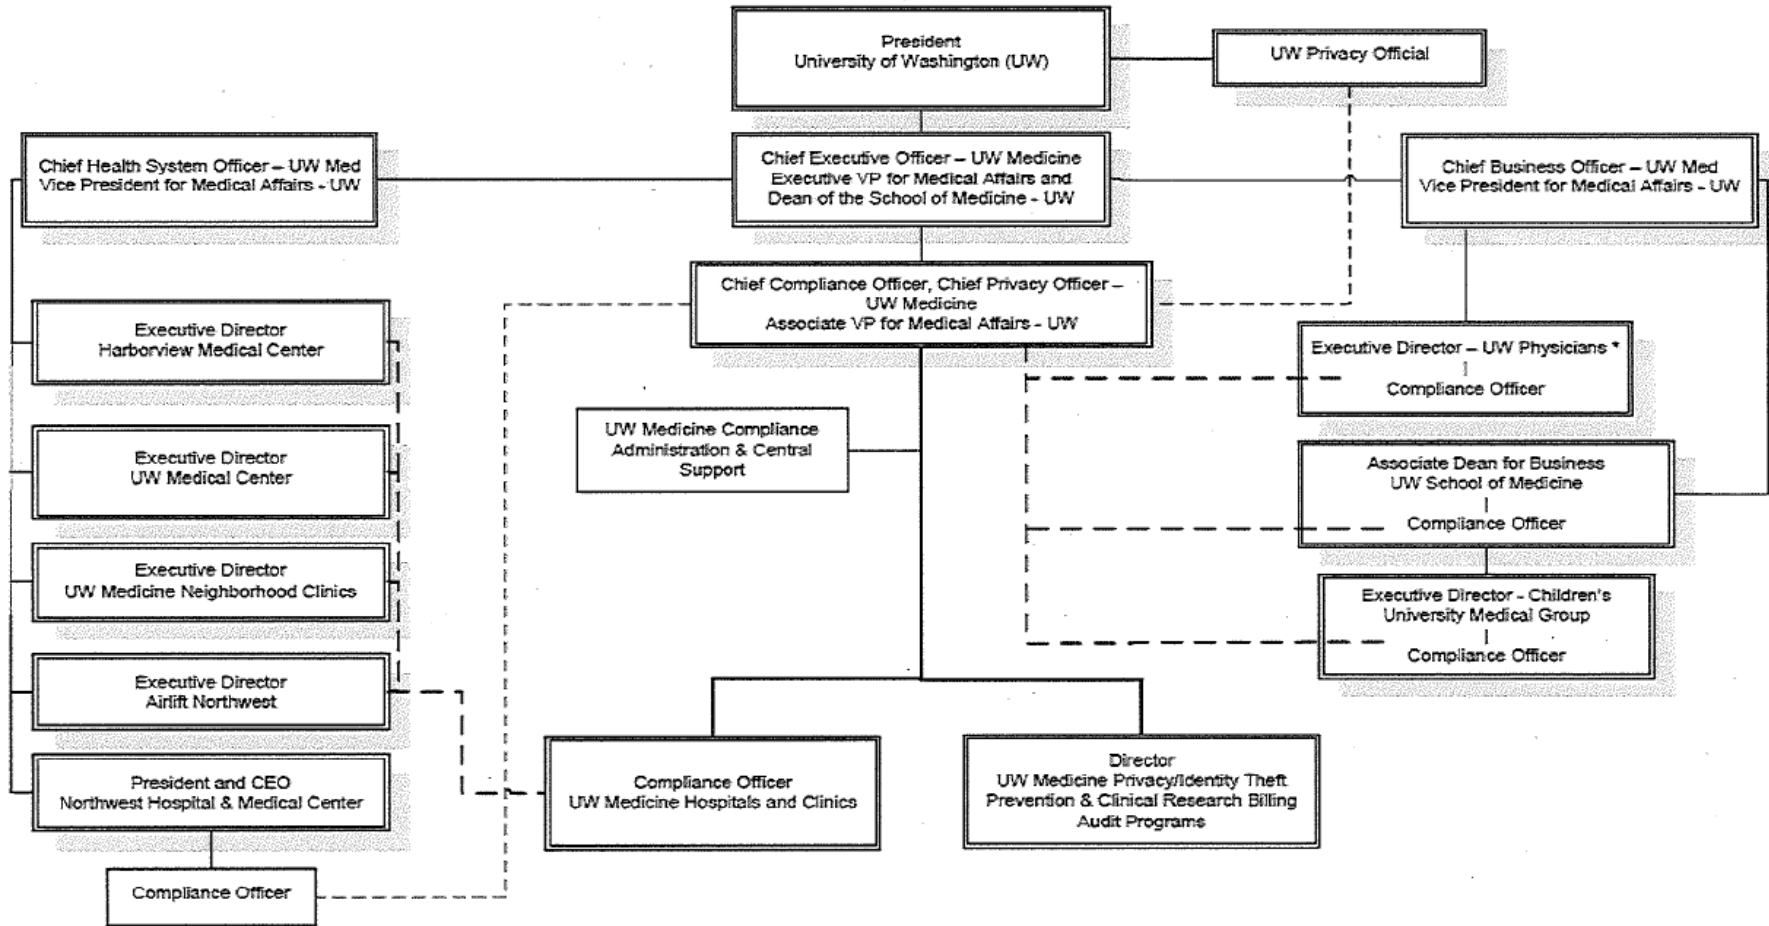 President
University of Washington (UW)
UW Privacy Official
Chief Health System Officer – UW Med
Vice President for Medical Affairs - UW
Chief Executive Officer – UW Medicine
Executive VP for Medical Affairs and
Dean of the School of Medicine - UW
Chief Business Officer – UW Med
Vice President for Medical Affairs - UW
Chief Compliance Officer, Chief Privacy Officer –
UW Medicine
Associate VP for Medical Affairs - UW
Executive Director
Harborview Medical Center
Executive Director – UW Physicians *
Compliance Officer
UW Medicine Compliance
Administration & Central
Support
Executive Director
UW Medical Center
Associate Dean for Business
UW School of Medicine
Compliance Officer
Executive Director
UW Medicine Neighborhood Clinics
Executive Director - Children's
University Medical Group
Compliance Officer
Executive Director
Airlift Northwest
President and CEO
Northwest Hospital & Medical Center
Compliance Officer
UW Medicine Hospitals and Clinics
Director
UW Medicine Privacy/Identity Theft
Prevention & Clinical Research Billing
Audit Programs
Compliance Officer